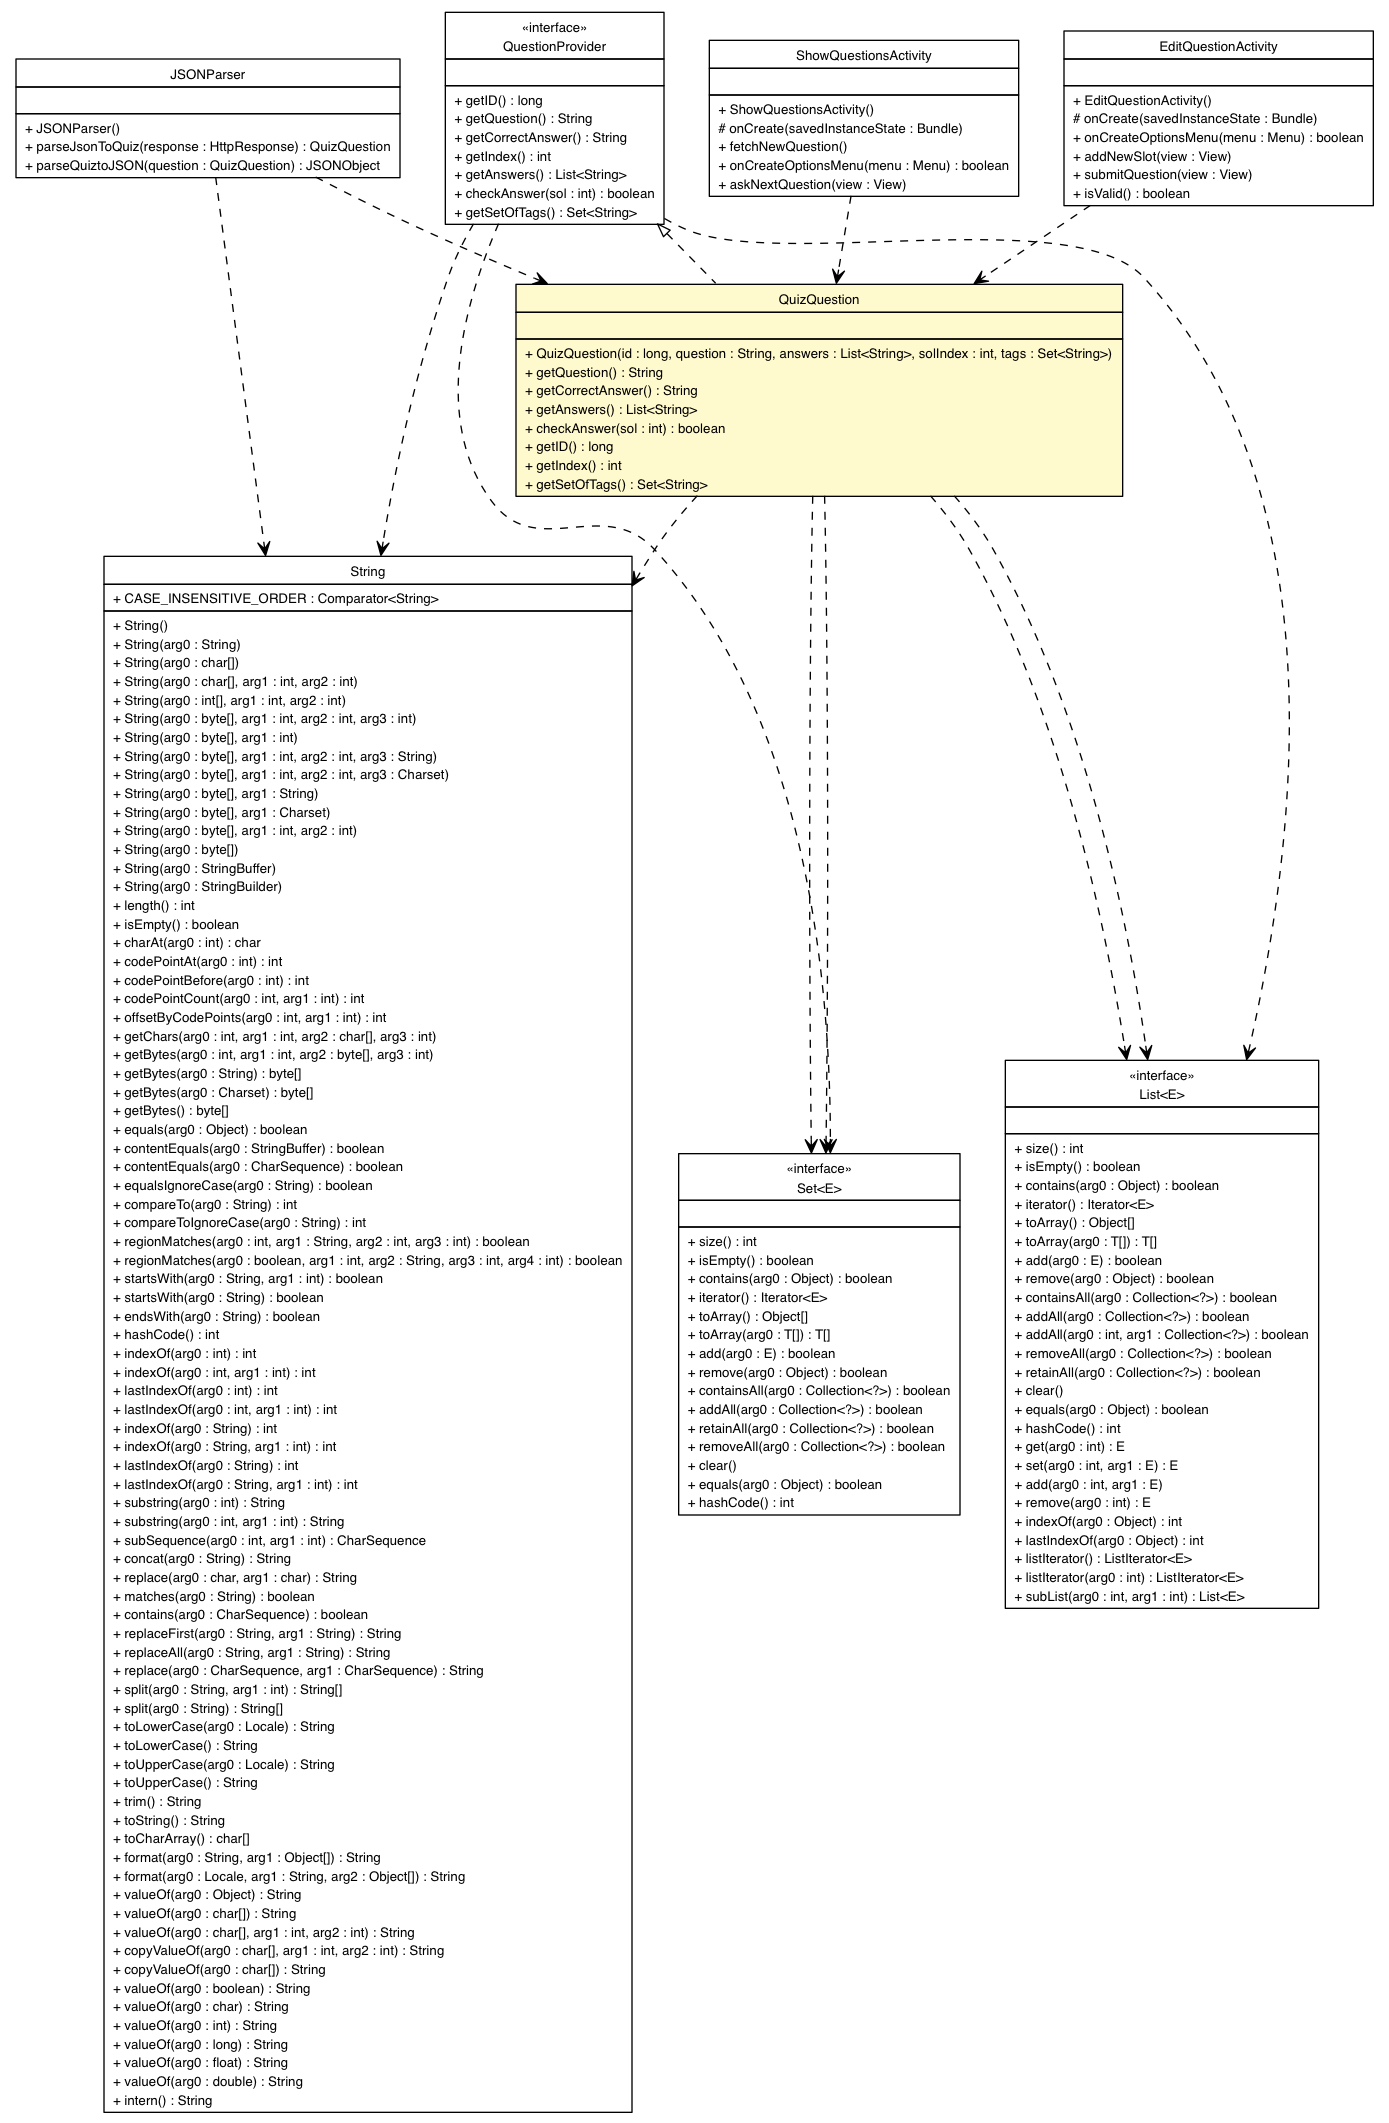 JSONParser
+ JSONParser()
+ parseJsonToQuiz(response : HttpResponse) : QuizQuestion
+ parseQuiztoJSON(question : QuizQuestion) : JSONObject
«interface»
QuestionProvider
+ getID() : long
+ getQuestion() : String
+ getCorrectAnswer() : String
+ getIndex() : int
+ getAnswers() : List<String>
+ checkAnswer(sol : int) : boolean
+ getSetOfTags() : Set<String>
ShowQuestionsActivity
+ ShowQuestionsActivity()
# onCreate(savedInstanceState : Bundle)
+ fetchNewQuestion()
+ onCreateOptionsMenu(menu : Menu) : boolean
+ askNextQuestion(view : View)
EditQuestionActivity
+ EditQuestionActivity()
# onCreate(savedInstanceState : Bundle)
+ onCreateOptionsMenu(menu : Menu) : boolean
+ addNewSlot(view : View)
+ submitQuestion(view : View)
+ isValid() : boolean
QuizQuestion
+ QuizQuestion(id : long, question : String, answers : List<String>, solIndex : int, tags : Set<String>)
+ getQuestion() : String
+ getCorrectAnswer() : String
+ getAnswers() : List<String>
+ checkAnswer(sol : int) : boolean
+ getID() : long
+ getIndex() : int
+ getSetOfTags() : Set<String>
String
+ CASE_INSENSITIVE_ORDER : Comparator<String>
+ String()
+ String(arg0 : String)
+ String(arg0 : char[])
+ String(arg0 : char[], arg1 : int, arg2 : int)
+ String(arg0 : int[], arg1 : int, arg2 : int)
+ String(arg0 : byte[], arg1 : int, arg2 : int, arg3 : int)
+ String(arg0 : byte[], arg1 : int)
+ String(arg0 : byte[], arg1 : int, arg2 : int, arg3 : String)
+ String(arg0 : byte[], arg1 : int, arg2 : int, arg3 : Charset)
+ String(arg0 : byte[], arg1 : String)
+ String(arg0 : byte[], arg1 : Charset)
+ String(arg0 : byte[], arg1 : int, arg2 : int)
+ String(arg0 : byte[])
+ String(arg0 : StringBuffer)
+ String(arg0 : StringBuilder)
+ length() : int
+ isEmpty() : boolean
+ charAt(arg0 : int) : char
+ codePointAt(arg0 : int) : int
+ codePointBefore(arg0 : int) : int
+ codePointCount(arg0 : int, arg1 : int) : int
+ offsetByCodePoints(arg0 : int, arg1 : int) : int
+ getChars(arg0 : int, arg1 : int, arg2 : char[], arg3 : int)
+ getBytes(arg0 : int, arg1 : int, arg2 : byte[], arg3 : int)
+ getBytes(arg0 : String) : byte[]
+ getBytes(arg0 : Charset) : byte[]
+ getBytes() : byte[]
+ equals(arg0 : Object) : boolean
+ contentEquals(arg0 : StringBuffer) : boolean
+ contentEquals(arg0 : CharSequence) : boolean
+ equalsIgnoreCase(arg0 : String) : boolean
+ compareTo(arg0 : String) : int
+ compareToIgnoreCase(arg0 : String) : int
+ regionMatches(arg0 : int, arg1 : String, arg2 : int, arg3 : int) : boolean
+ regionMatches(arg0 : boolean, arg1 : int, arg2 : String, arg3 : int, arg4 : int) : boolean
+ startsWith(arg0 : String, arg1 : int) : boolean
+ startsWith(arg0 : String) : boolean
+ endsWith(arg0 : String) : boolean
+ hashCode() : int
+ indexOf(arg0 : int) : int
+ indexOf(arg0 : int, arg1 : int) : int
+ lastIndexOf(arg0 : int) : int
+ lastIndexOf(arg0 : int, arg1 : int) : int
+ indexOf(arg0 : String) : int
+ indexOf(arg0 : String, arg1 : int) : int
+ lastIndexOf(arg0 : String) : int
+ lastIndexOf(arg0 : String, arg1 : int) : int
+ substring(arg0 : int) : String
+ substring(arg0 : int, arg1 : int) : String
+ subSequence(arg0 : int, arg1 : int) : CharSequence
+ concat(arg0 : String) : String
+ replace(arg0 : char, arg1 : char) : String
+ matches(arg0 : String) : boolean
+ contains(arg0 : CharSequence) : boolean
+ replaceFirst(arg0 : String, arg1 : String) : String
+ replaceAll(arg0 : String, arg1 : String) : String
+ replace(arg0 : CharSequence, arg1 : CharSequence) : String
+ split(arg0 : String, arg1 : int) : String[]
+ split(arg0 : String) : String[]
+ toLowerCase(arg0 : Locale) : String
+ toLowerCase() : String
+ toUpperCase(arg0 : Locale) : String
+ toUpperCase() : String
+ trim() : String
+ toString() : String
+ toCharArray() : char[]
+ format(arg0 : String, arg1 : Object[]) : String
+ format(arg0 : Locale, arg1 : String, arg2 : Object[]) : String
+ valueOf(arg0 : Object) : String
+ valueOf(arg0 : char[]) : String
+ valueOf(arg0 : char[], arg1 : int, arg2 : int) : String
+ copyValueOf(arg0 : char[], arg1 : int, arg2 : int) : String
+ copyValueOf(arg0 : char[]) : String
+ valueOf(arg0 : boolean) : String
+ valueOf(arg0 : char) : String
+ valueOf(arg0 : int) : String
+ valueOf(arg0 : long) : String
+ valueOf(arg0 : float) : String
+ valueOf(arg0 : double) : String
+ intern() : String
«interface»
Set<E>
+ size() : int
+ isEmpty() : boolean
+ contains(arg0 : Object) : boolean
+ iterator() : Iterator<E>
+ toArray() : Object[]
+ toArray(arg0 : T[]) : T[]
+ add(arg0 : E) : boolean
+ remove(arg0 : Object) : boolean
+ containsAll(arg0 : Collection<?>) : boolean
+ addAll(arg0 : Collection<?>) : boolean
+ retainAll(arg0 : Collection<?>) : boolean
+ removeAll(arg0 : Collection<?>) : boolean
+ clear()
+ equals(arg0 : Object) : boolean
+ hashCode() : int
«interface»
List<E>
+ size() : int
+ isEmpty() : boolean
+ contains(arg0 : Object) : boolean
+ iterator() : Iterator<E>
+ toArray() : Object[]
+ toArray(arg0 : T[]) : T[]
+ add(arg0 : E) : boolean
+ remove(arg0 : Object) : boolean
+ containsAll(arg0 : Collection<?>) : boolean
+ addAll(arg0 : Collection<?>) : boolean
+ addAll(arg0 : int, arg1 : Collection<?>) : boolean
+ removeAll(arg0 : Collection<?>) : boolean
+ retainAll(arg0 : Collection<?>) : boolean
+ clear()
+ equals(arg0 : Object) : boolean
+ hashCode() : int
+ get(arg0 : int) : E
+ set(arg0 : int, arg1 : E) : E
+ add(arg0 : int, arg1 : E)
+ remove(arg0 : int) : E
+ indexOf(arg0 : Object) : int
+ lastIndexOf(arg0 : Object) : int
+ listIterator() : ListIterator<E>
+ listIterator(arg0 : int) : ListIterator<E>
+ subList(arg0 : int, arg1 : int) : List<E>